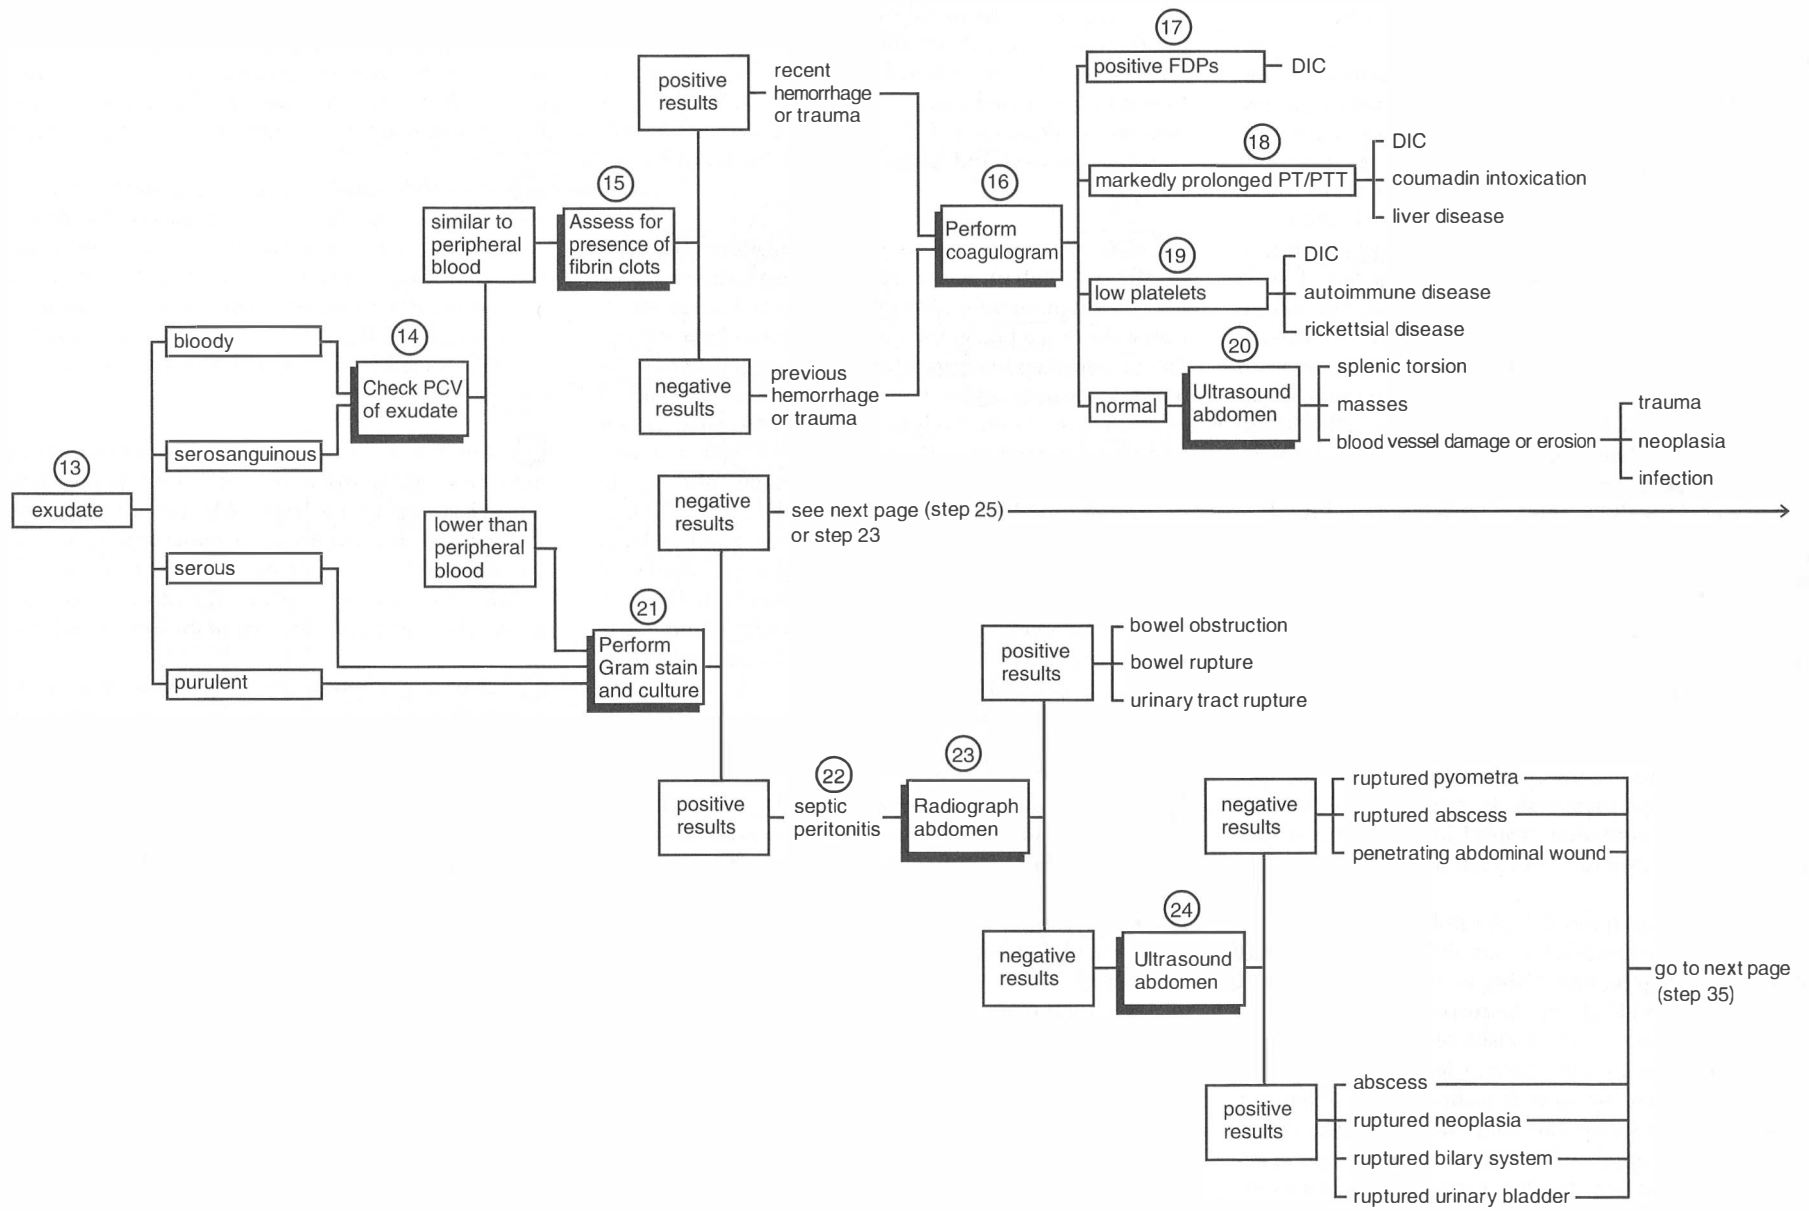 13
exudate
bloody
serosanguinous
serous
purulent
14
Check PCV
of exudate
similar to
peripheral
blood
lower than
peripheral
blood
15
Assess for
presence of
fibrin clots
positive
results
recent
hemorrhage
or trauma
negative
results
previous
hemorrhage
or trauma
16
Perform
coagulogram
17
positive FDPs
DIC
18
markedly prolonged PT/PTT
DIC
coumadin intoxication
liver disease
19
low platelets
DIC
autoimmune disease
rickettsial disease
normal
20
Ultrasound
abdomen
splenic torsion
masses
blood vessel damage or erosion
trauma
neoplasia
infection
21
Perform
Gram stain
and culture
negative
results
see next page (step 25)
or step 23
positive
results
22
septic
peritonitis
23
Radiograph
abdomen
positive
results
bowel obstruction
bowel rupture
urinary tract rupture
negative
results
24
Ultrasound
abdomen
negative
results
ruptured pyometra
ruptured abscess
penetrating abdominal wound
positive
results
abscess
ruptured neoplasia
ruptured bilary system
ruptured urinary bladder
go to next page
(step 35)